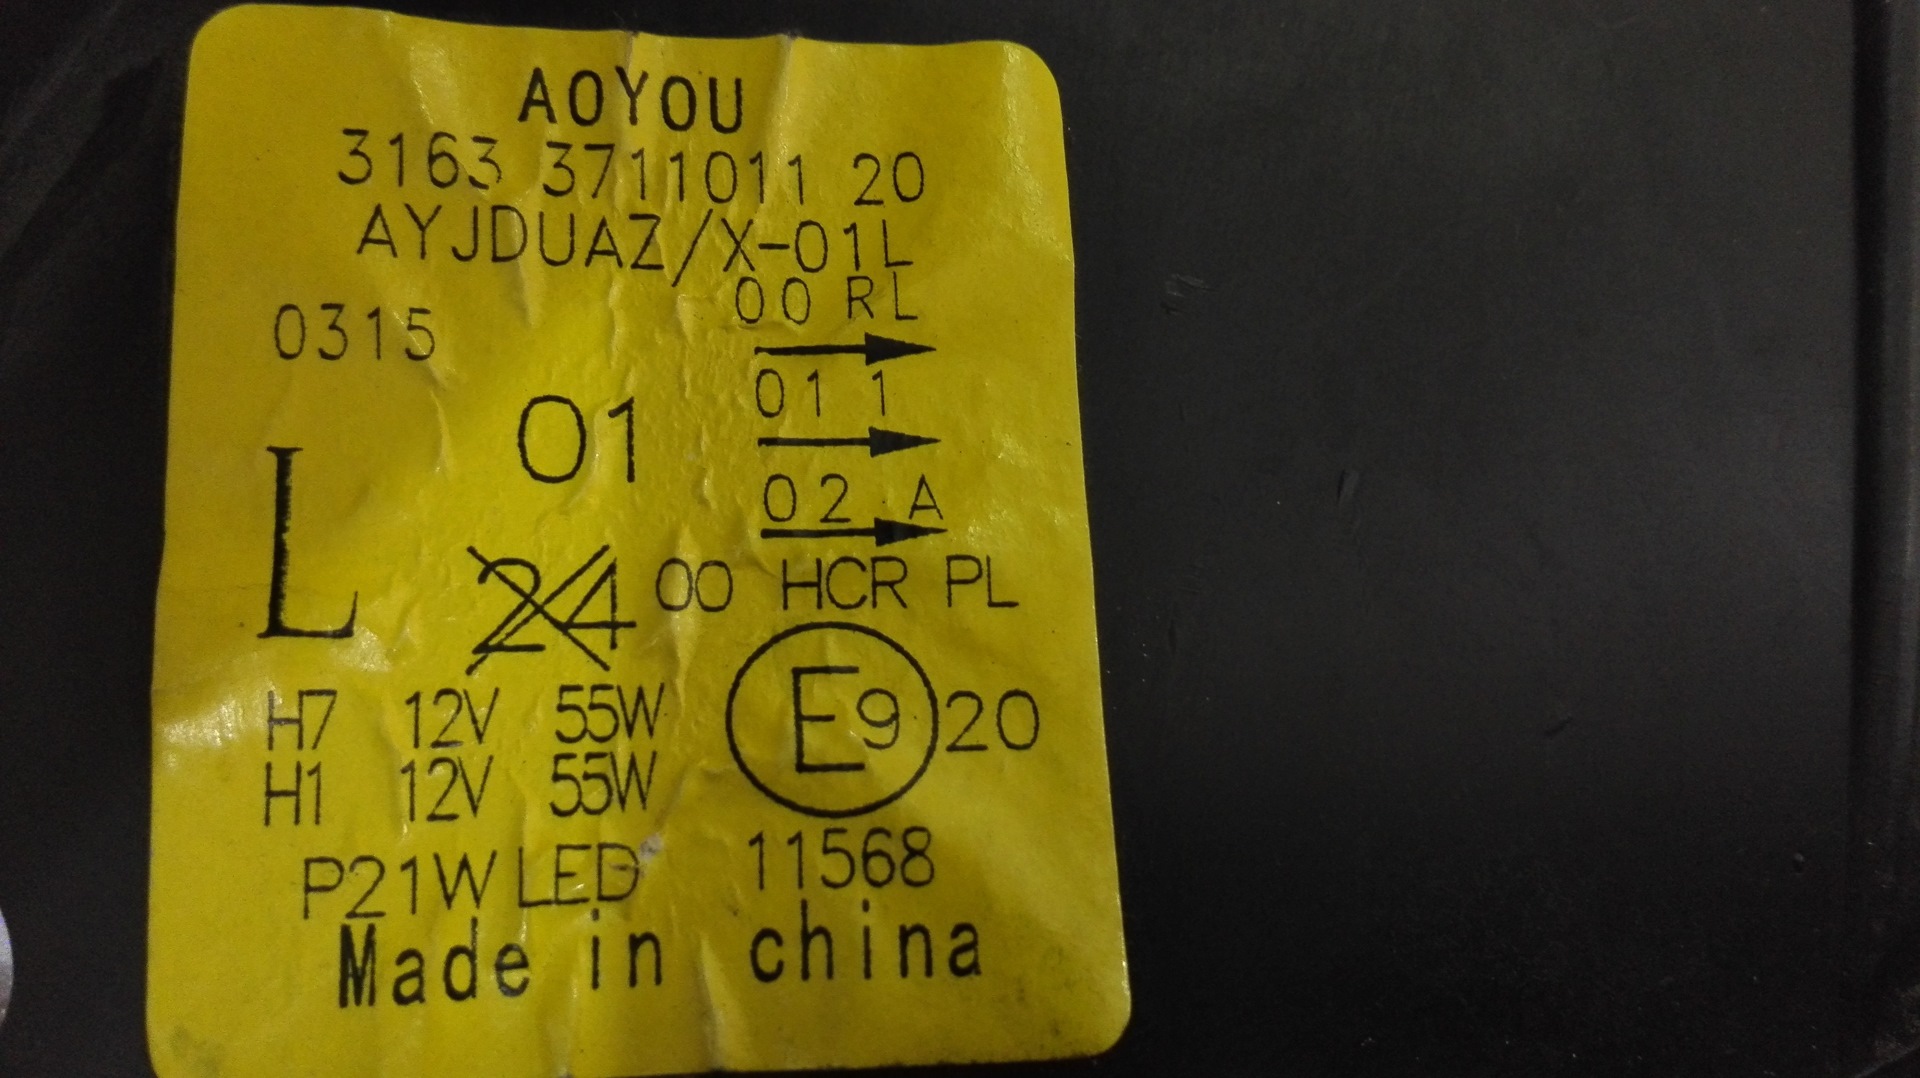 AOYOU
3163 3711011 20
AYJDUAZ/X-01L
00 RL
0315
01 1
01
L
02 A
24 00 HCR PL
H7 12V 55W
E9 20
H1 12V 55W
P21W LED 11568
Made in china